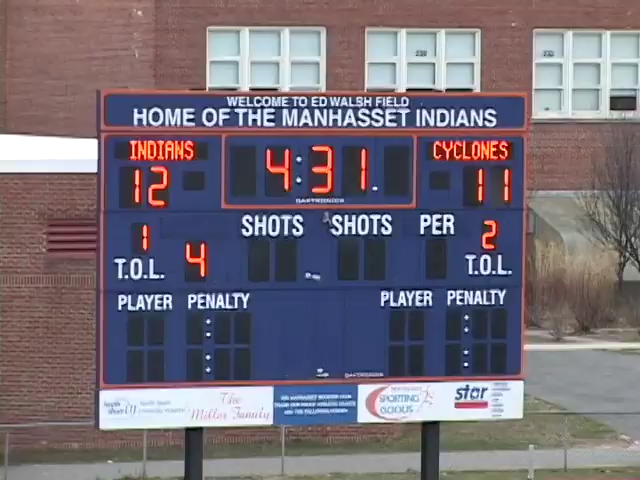 WELCOME TO ED WALSH FIELD
HOME OF THE MANHASSET INDIANS
INDIANS 4:31. CYCLONES
12 11
1 SHOTS SHOTS PER 2
T.O.L. 4 T.O.L.
PLAYER PENALTY PLAYER PENALTY
The
Miller Family
SPORTING
GOODS
star